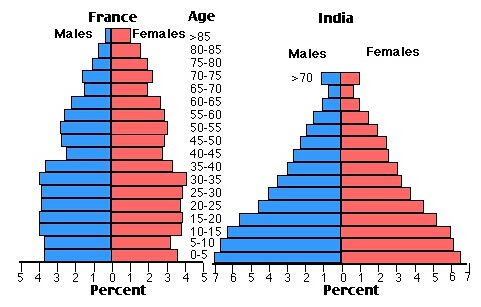 France Age India
Males Females
>85
80-85
75-80
70-75
65-70
60-65
55-60
50-55
45-50
40-45
35-40
30-35
25-30
20-25
15-20
10-15
5-10
0-5
Males Females
>70
5 4 3 2 1 0 1 2 3 4 5
Percent
7 6 5 4 3 2 1 0 1 2 3 4 5 6 7
Percent